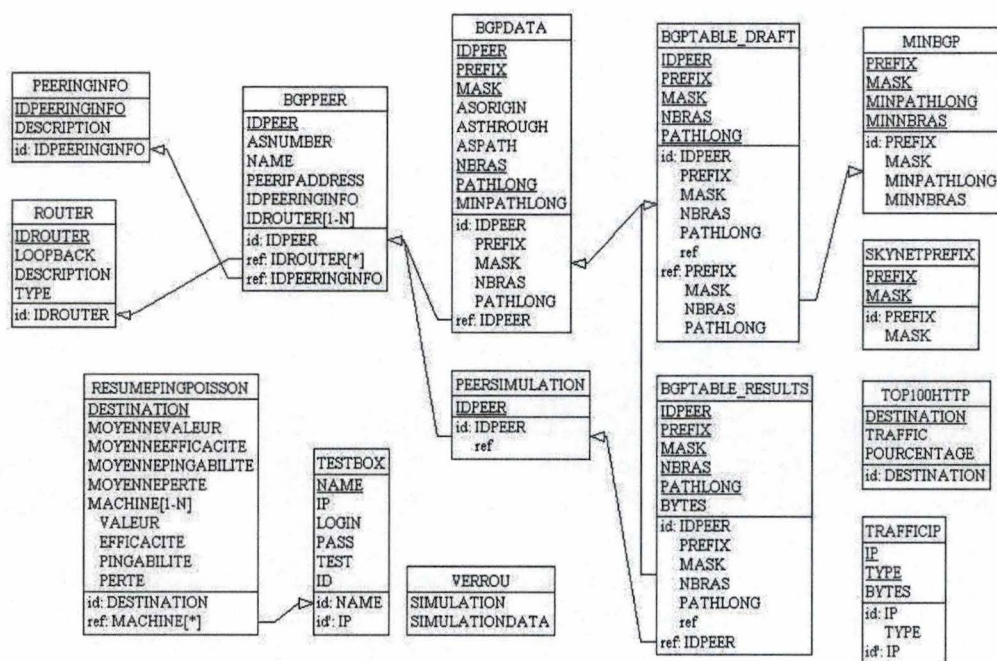 PEERINGINFO
IDPEERINGINFO
DESCRIPTION
id: IDPEERINGINFO
ROUTER
IDROUTER
LOOPBACK
DESCRIPTION
TYPE
id: IDROUTER
BGPPEER
IDPEER
ASNUMBER
NAME
PEERIPADDRESS
IDPEERINGINFO
IDROUTER[1-N]
id: IDPEER
ref: IDROUTER[*]
ref: IDPEERINGINFO
BGPDATA
IDPEER
PREFIX
MASK
ASORIGIN
ASTHROUGH
ASPATH
NBRAS
PATHLONG
MINPATHLONG
id: IDPEER
PREFIX
MASK
NBRAS
PATHLONG
ref: IDPEER
BGPTABLE_DRAFT
IDPEER
PREFIX
MASK
NBRAS
PATHLONG
id: IDPEER
PREFIX
MASK
NBRAS
PATHLONG
ref
ref: PREFIX
MASK
NBRAS
PATHLONG
MINBGP
PREFIX
MASK
MINPATHLONG
MINNBRAS
id: PREFIX
MASK
MINPATHLONG
MINNBRAS
SKYNETPREFIX
PREFIX
MASK
id: PREFIX
MASK
RESUMEPINGPOISSON
DESTINATION
MOYENNEVALEUR
MOYENNEEFFICACITE
MOYENNEPINGABILITE
MOYENNEPERTE
MACHINE[1-N]
VALEUR
EFFICACITE
PINGABILITE
PERTE
id: DESTINATION
ref: MACHINE[*]
TESTBOX
NAME
IP
LOGIN
PASS
TEST
ID
id: NAME
id': IP
VERROU
SIMULATION
SIMULATIONDATA
PEERSIMULATION
IDPEER
id: IDPEER
ref
BGPTABLE_RESULTS
IDPEER
PREFIX
MASK
NBRAS
PATHLONG
BYTES
id: IDPEER
PREFIX
MASK
NBRAS
PATHLONG
ref
ref: IDPEER
TOP100HTTP
DESTINATION
TRAFFIC
POURCENTAGE
id: DESTINATION
TRAFFICIP
IP
TYPE
BYTES
id: IP
TYPE
id': IP